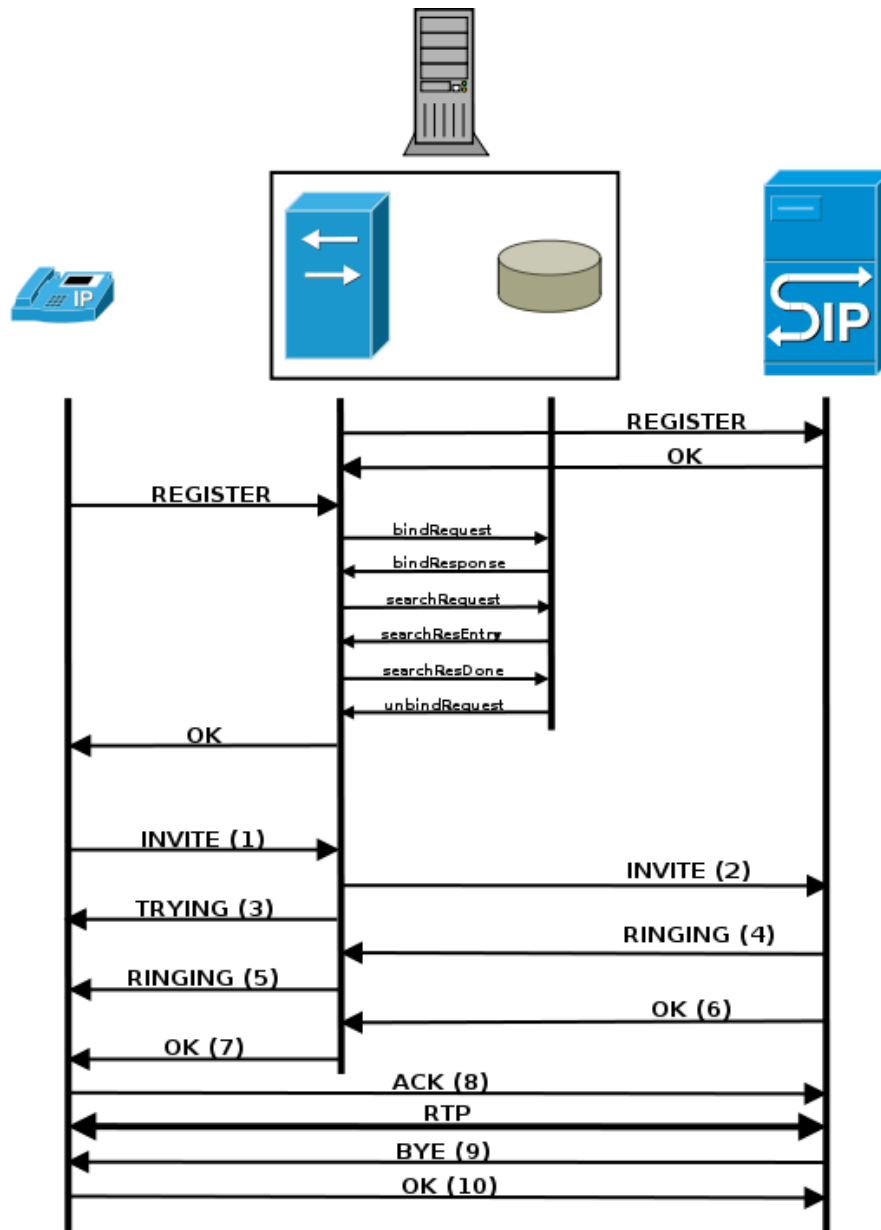 IP
SIP
REGISTER
OK
REGISTER
bindRequest
bindResponse
searchRequest
searchResEntry
searchResDone
unbindRequest
OK
INVITE (1)
INVITE (2)
TRYING (3)
RINGING (4)
RINGING (5)
OK (6)
OK (7)
ACK (8)
RTP
BYE (9)
OK (10)